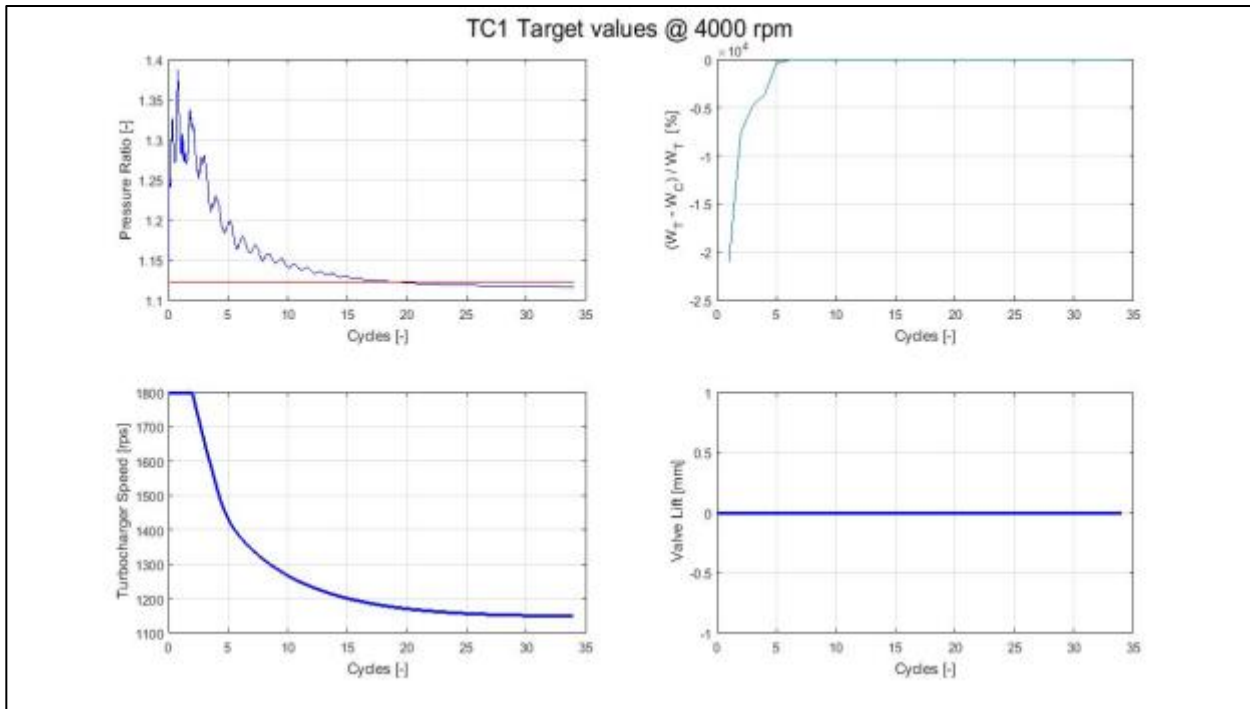 TC1 Target values @ 4000 rpm
1.4
1.35
1.3
1.25
1.2
1.15
1.1
Pressure Ratio [-]
0 5 10 15 20 25 30 35
Cycles [-]
×10⁴
0
-0.5
-1
-1.5
-2
-2.5
(W_T - W_C) / W_T [%]
0 5 10 15 20 25 30 35
Cycles [-]
1800
1700
1600
1500
1400
1300
1200
1100
Turbocharger Speed [rps]
0 5 10 15 20 25 30 35
Cycles [-]
1
0.5
0
-0.5
-1
Valve Lift [mm]
0 5 10 15 20 25 30 35
Cycles [-]